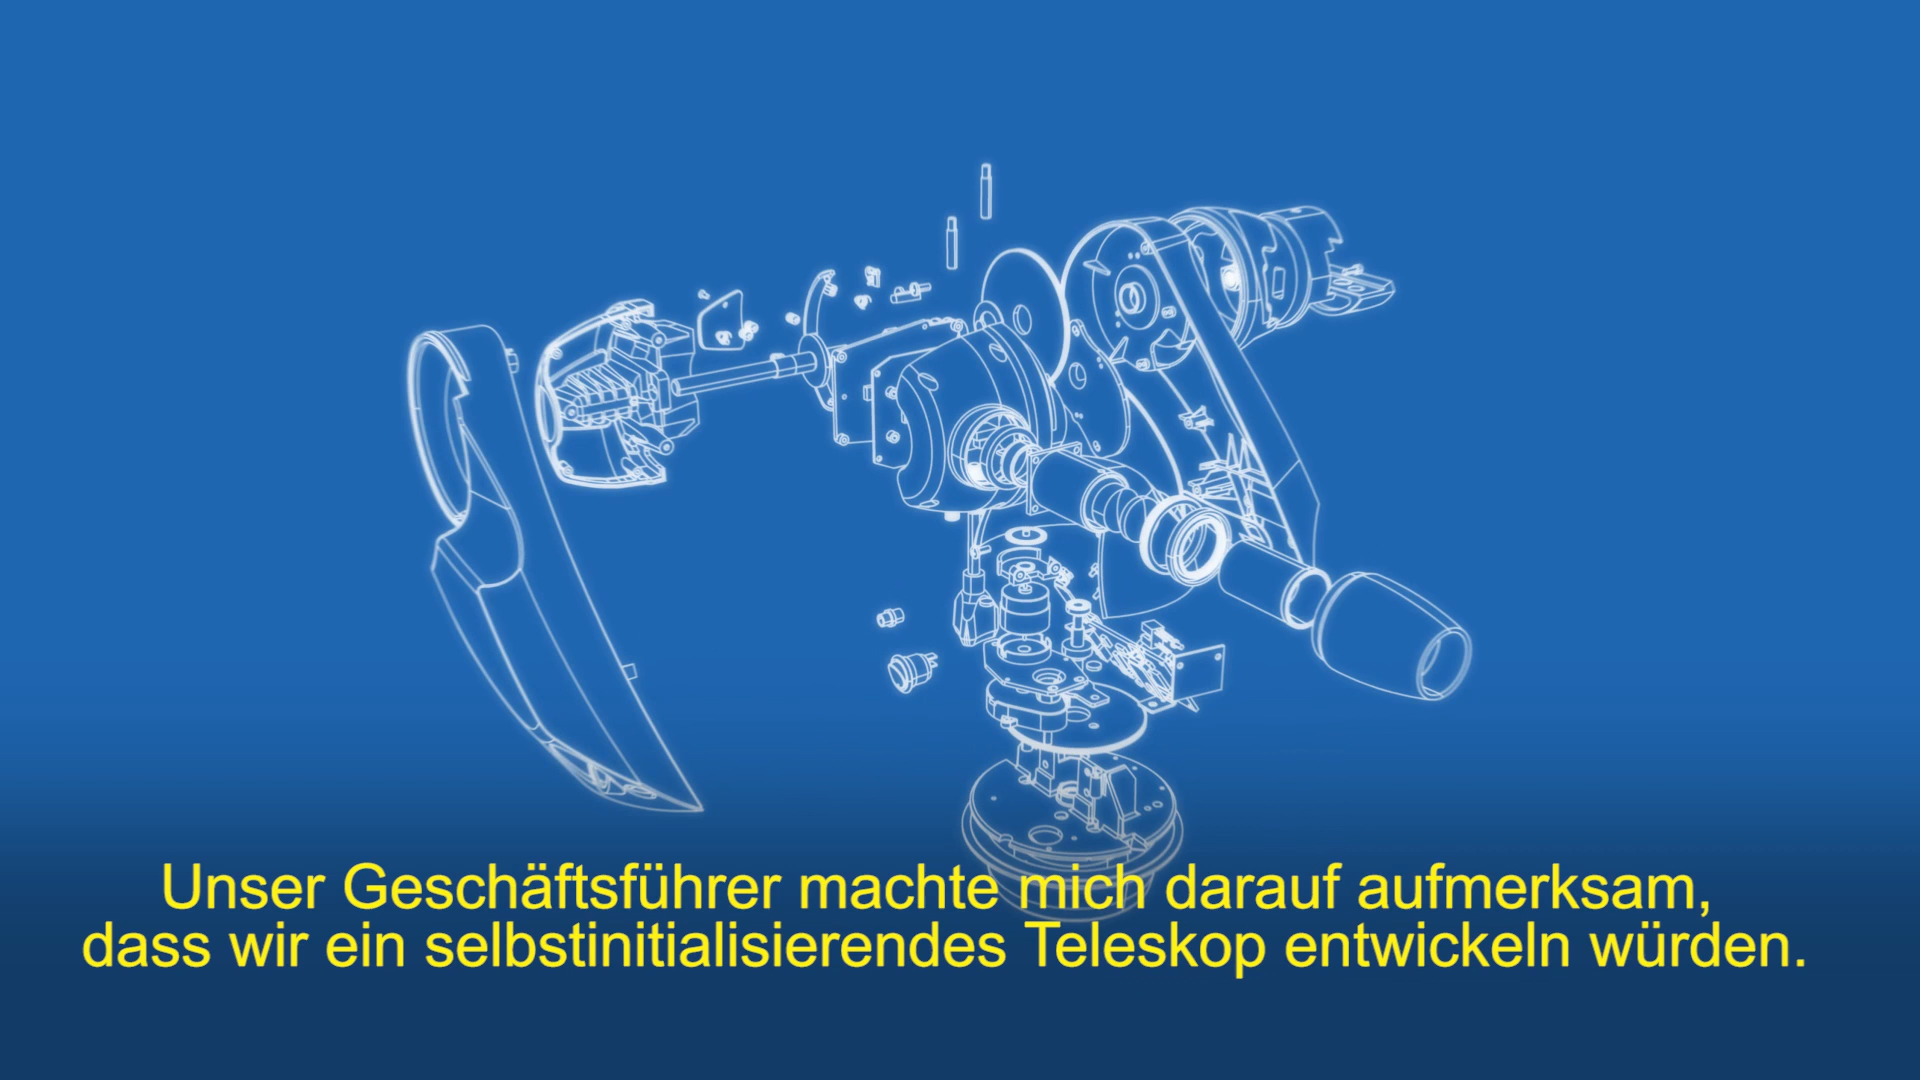 Unser Geschäftsführer machte mich darauf aufmerksam,
dass wir ein selbstinitialisierendes Teleskop entwickeln würden.